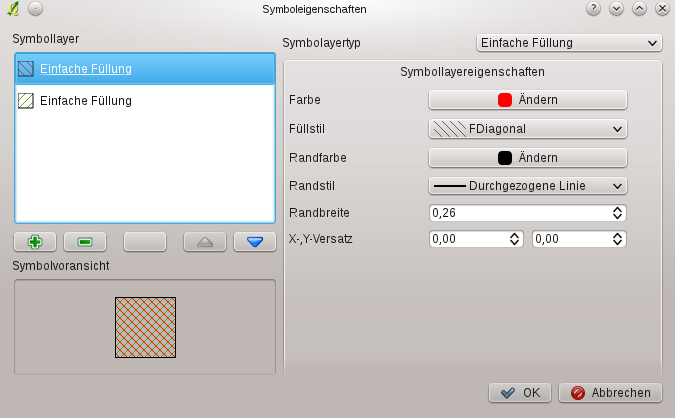 Symboleigenschaften
Symbollayer
Einfache Füllung
Einfache Füllung
Symbolvoransicht
Symbolayertyp
Einfache Füllung
Symbollayereigenschaften
Farbe
Ändern
Füllstil
FDiagonal
Randfarbe
Ändern
Randstil
Durchgezogene Linie
Randbreite
0,26
X-,Y-Versatz
0,00
0,00
OK
Abbrechen